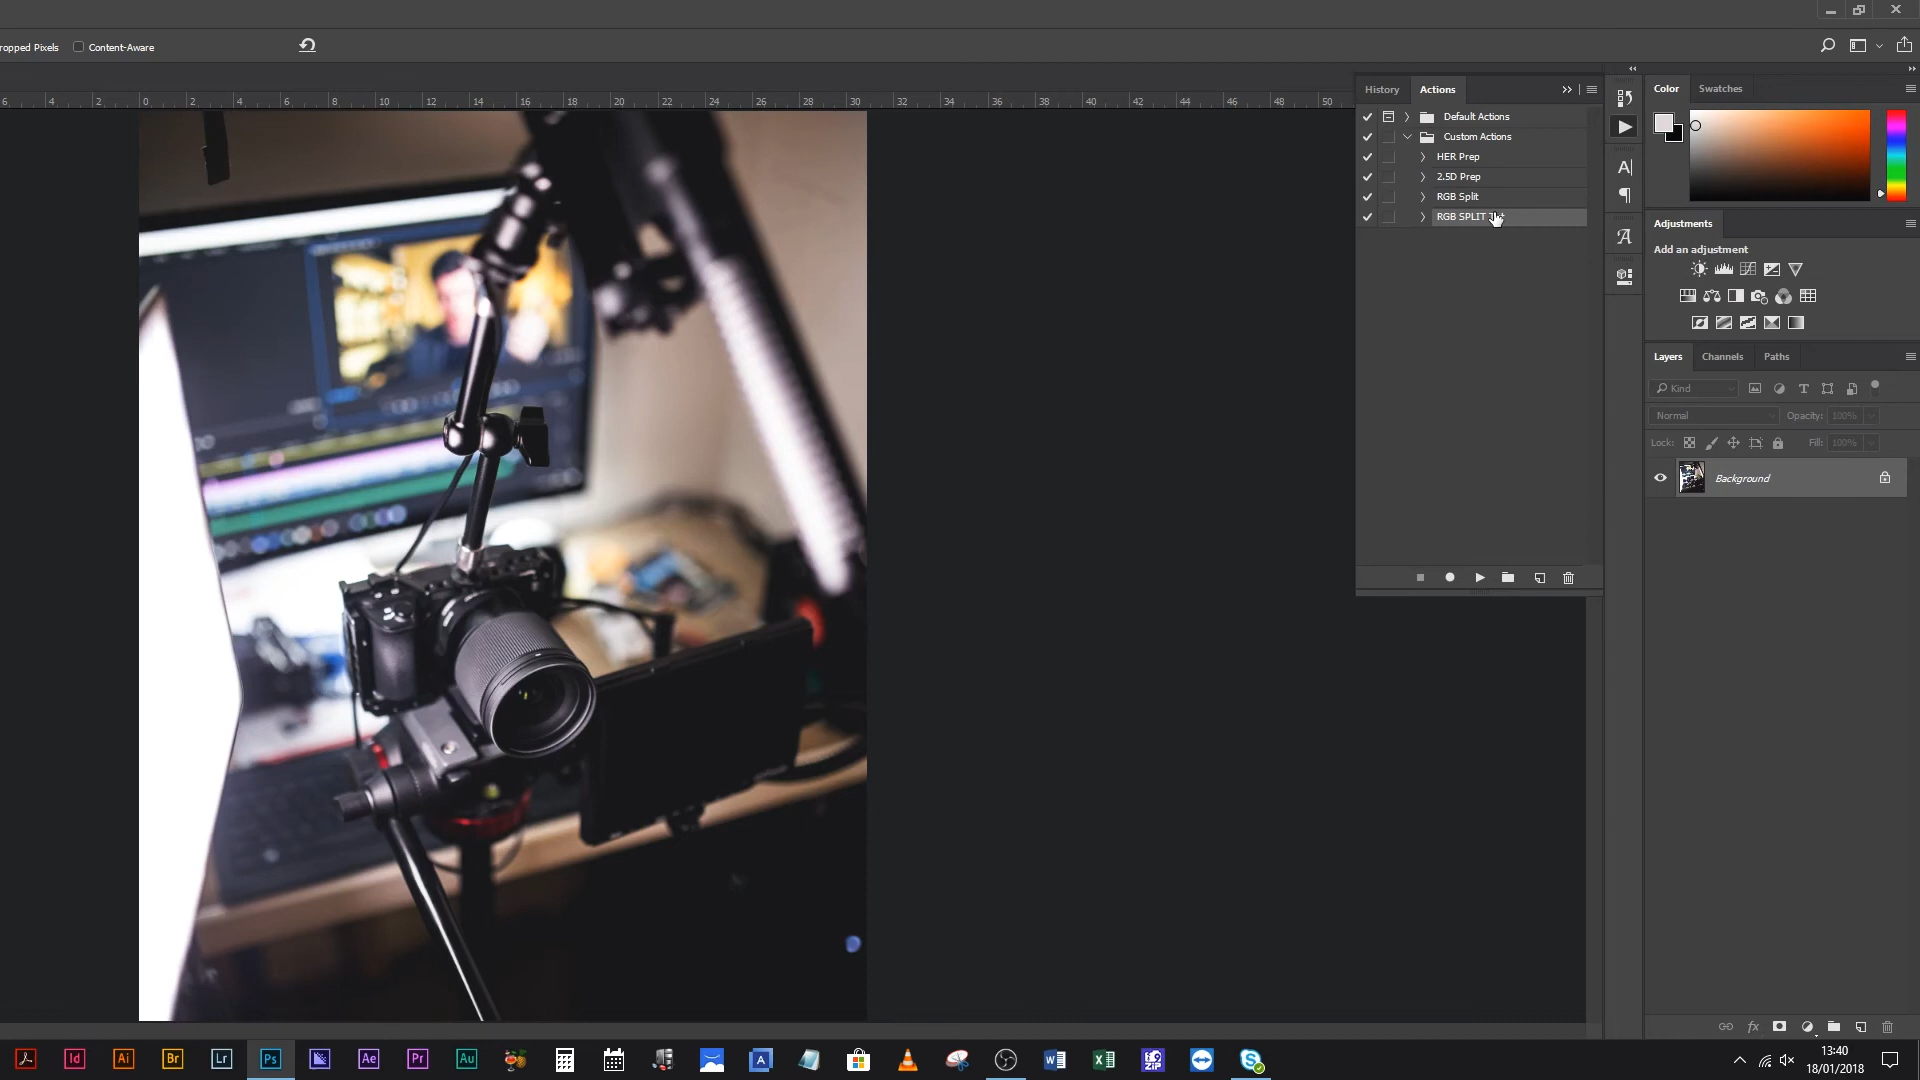 ropped Pixels Content-Aware
6 4 2 0 2 4 6 8 10 12 14 16 18 20 22 24 26 28 30 32 34 36 38 40 42 44 46 48 50
History Actions
Default Actions
Custom Actions
HER Prep
2.5D Prep
RGB Split
RGB SPLIT
Color Swatches
Adjustments
Add an adjustment
Layers Channels Paths
Kind
Normal Opacity: 100%
Lock: Fill: 100%
Background
fx
Id Ai Br Lr Ps Ae Pr Au
ZIP
13:40
18/01/2018